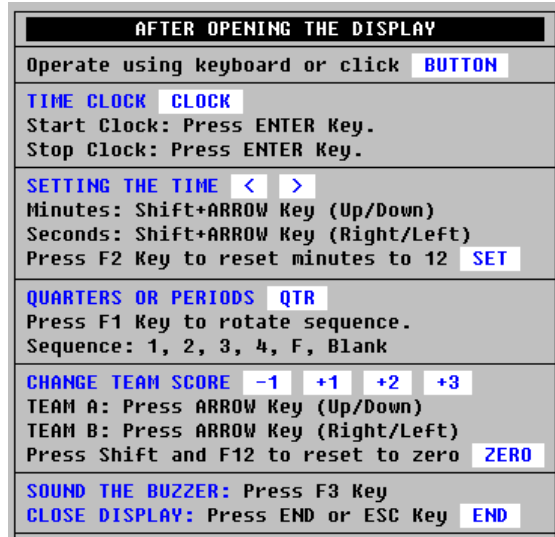 AFTER OPENING THE DISPLAY
Operate using keyboard or click BUTTON
TIME CLOCK CLOCK
Start Clock: Press ENTER Key.
Stop Clock: Press ENTER Key.
SETTING THE TIME < >
Minutes: Shift+ARROW Key (Up/Down)
Seconds: Shift+ARROW Key (Right/Left)
Press F2 Key to reset minutes to 12 SET
QUARTERS OR PERIODS QTR
Press F1 Key to rotate sequence.
Sequence: 1, 2, 3, 4, F, Blank
CHANGE TEAM SCORE -1 +1 +2 +3
TEAM A: Press ARROW Key (Up/Down)
TEAM B: Press ARROW Key (Right/Left)
Press Shift and F12 to reset to zero ZERO
SOUND THE BUZZER: Press F3 Key
CLOSE DISPLAY: Press END or ESC Key END